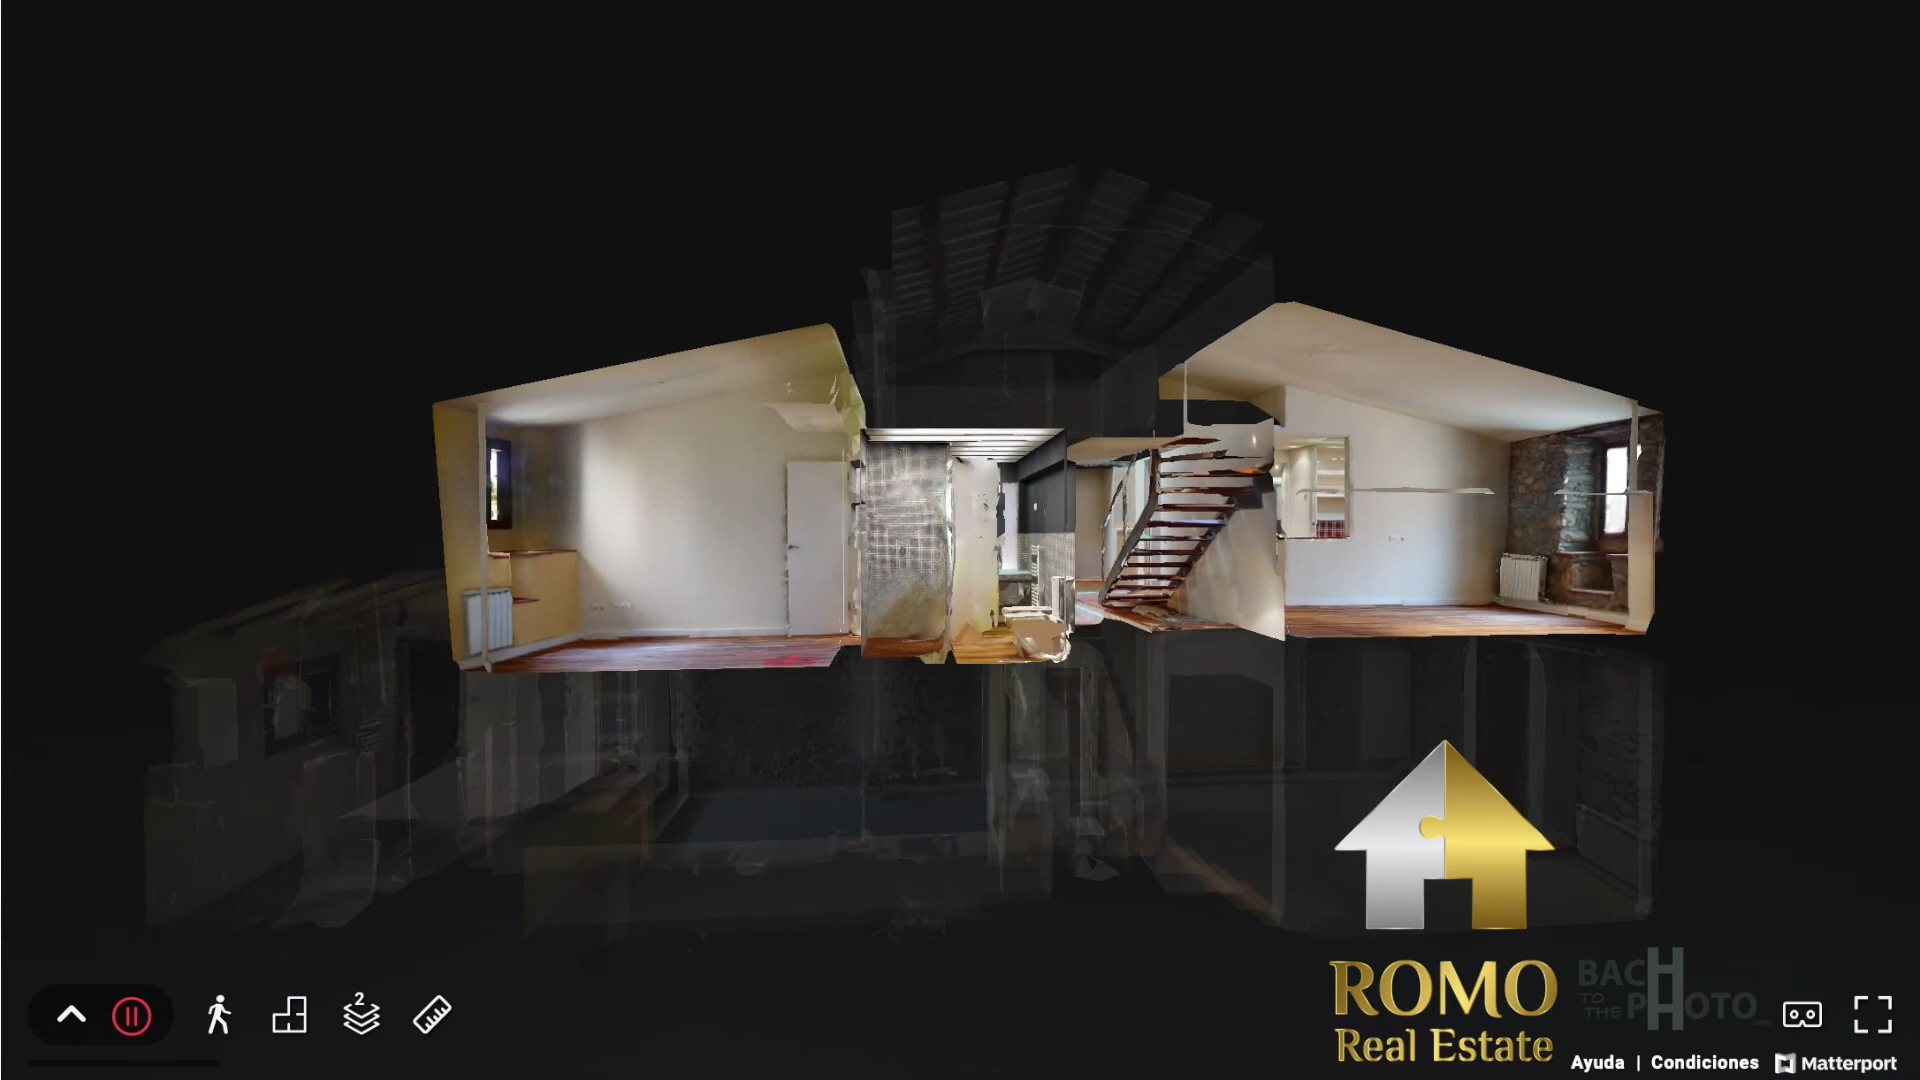 2
ROMO
Real Estate
BACH
TO
THE PHOTO
Ayuda | Condiciones Matterport